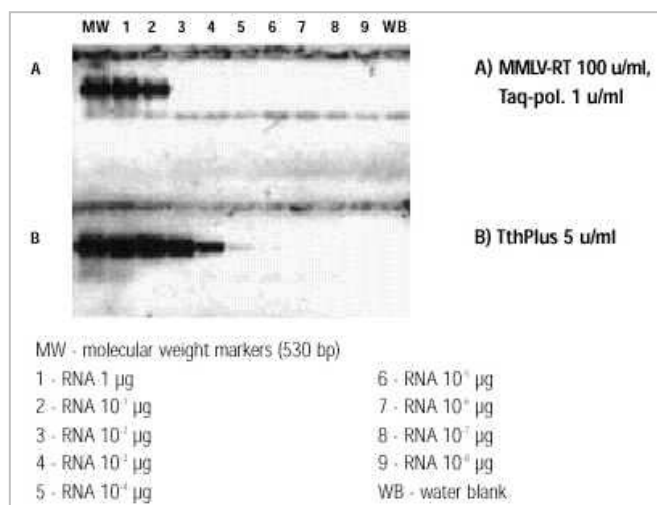 MW 1 2 3 4 5 6 7 8 9 WB
A
A) MMLV-RT 100 u/ml,
Taq-pol. 1 u/ml
B
B) TthPlus 5 u/ml
MW - molecular weight markers (530 bp)
1 - RNA 1 µg
2 - RNA 10⁻¹ µg
3 - RNA 10⁻² µg
4 - RNA 10⁻³ µg
5 - RNA 10⁻⁴ µg
6 - RNA 10⁻⁵ µg
7 - RNA 10⁻⁶ µg
8 - RNA 10⁻⁷ µg
9 - RNA 10⁻⁸ µg
WB - water blank